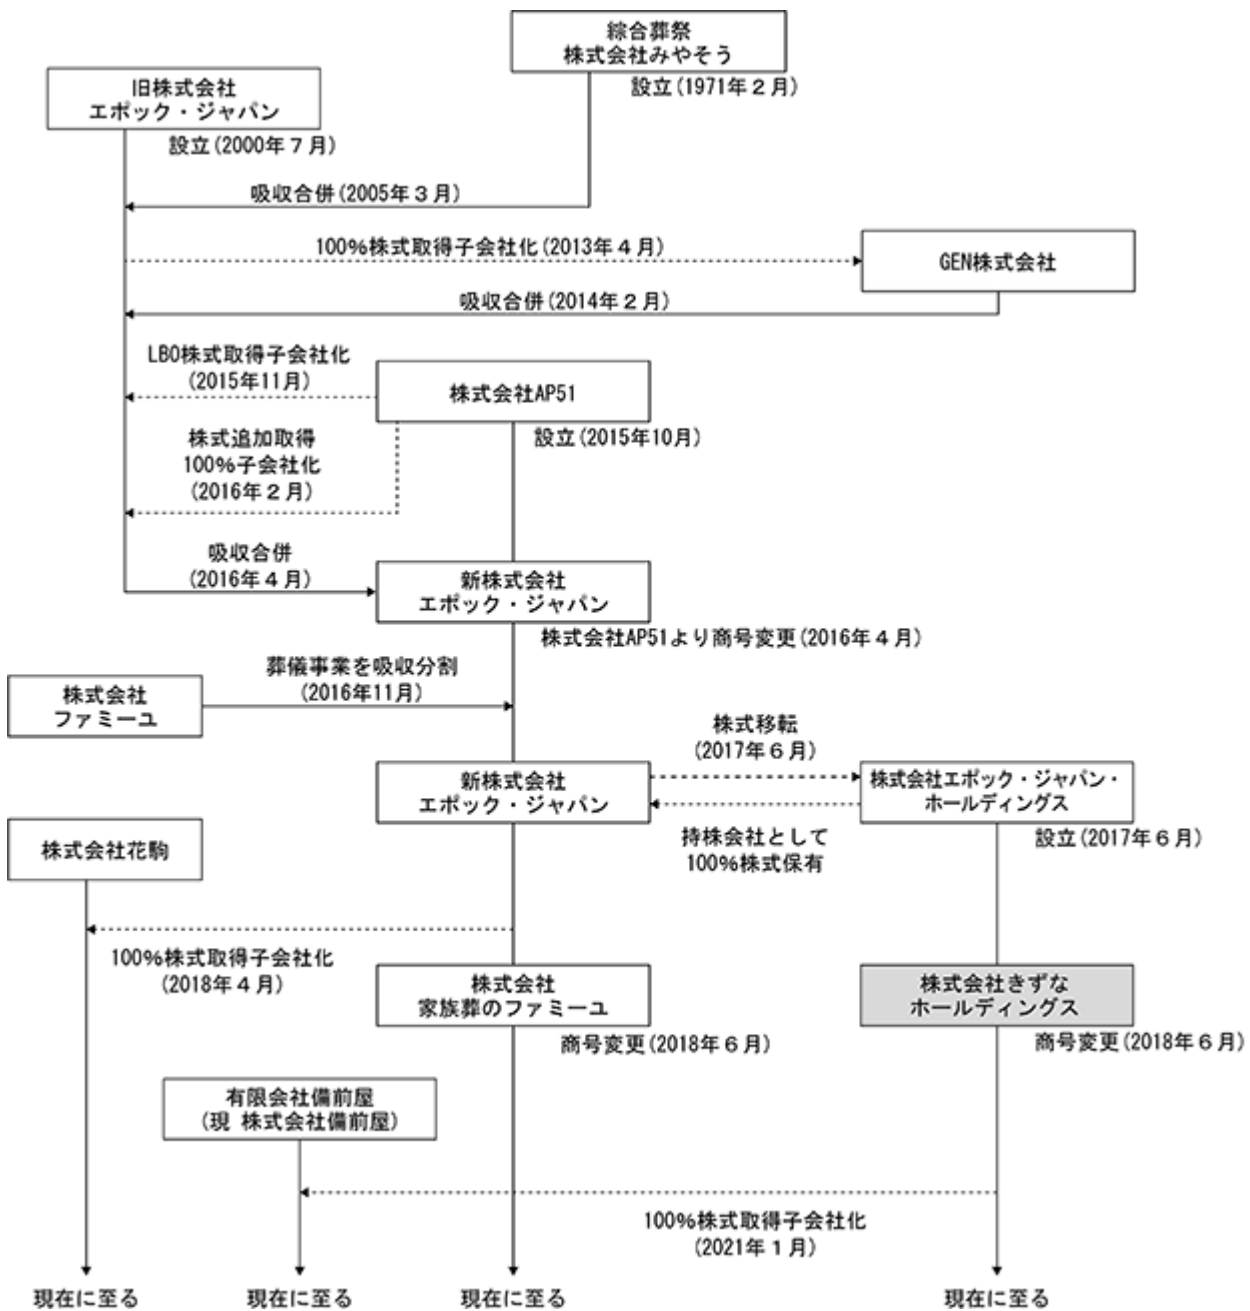 綜合葬祭
株式会社みやそう
設立(1971年２月)
旧株式会社
エポック・ジャパン
設立(2000年７月)
吸収合併(2005年３月)
100%株式取得子会社化(2013年４月)
GEN株式会社
吸収合併(2014年２月)
LBO株式取得子会社化
(2015年11月)
株式会社AP51
設立(2015年10月)
株式追加取得
100%子会社化
(2016年２月)
吸収合併
(2016年４月)
新株式会社
エポック・ジャパン
株式会社AP51より商号変更(2016年４月)
葬儀事業を吸収分割
(2016年11月)
株式会社
ファミーユ
株式移転
(2017年６月)
新株式会社
エポック・ジャパン
株式会社エポック・ジャパン・
ホールディングス
設立(2017年６月)
持株会社として
100%株式保有
株式会社花駒
100%株式取得子会社化
(2018年４月)
株式会社
家族葬のファミーユ
商号変更(2018年６月)
株式会社きずな
ホールディングス
商号変更(2018年６月)
有限会社備前屋
(現 株式会社備前屋)
100%株式取得子会社化
(2021年１月)
現在に至る
現在に至る
現在に至る
現在に至る